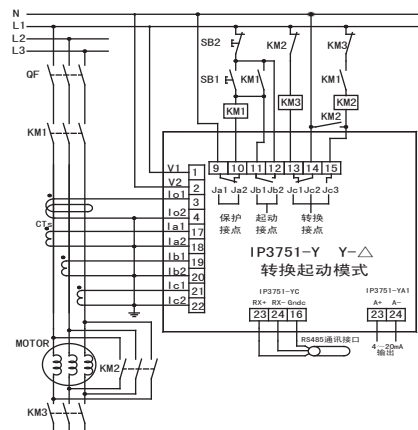 N
L1
L2
L3
QF
KM1
SB2
SB1
KM1
KM1
KM2
KM3
KM3
KM1
KM2
KM2
V1 1
V2 2
Io1 3
Io2 4
Ia1 17
Ia2 18
Ib1 19
Ib2 20
Ic1 21
Ic2 22
CTs
9 10 11 12 13 14 15
Ja1 Ja2 Jb1 Jb2 Jc1 Jc2 Jc3
保护 起动 转换
接点 接点 接点
IP3751-Y Y-△
转换起动模式
IP3751-YC
RX+ RX- Gndc
23 24 16
RS485通讯接口
IP3751-YA1
A+ A-
23 24
4~20mA
输出
MOTOR
KM2
KM3